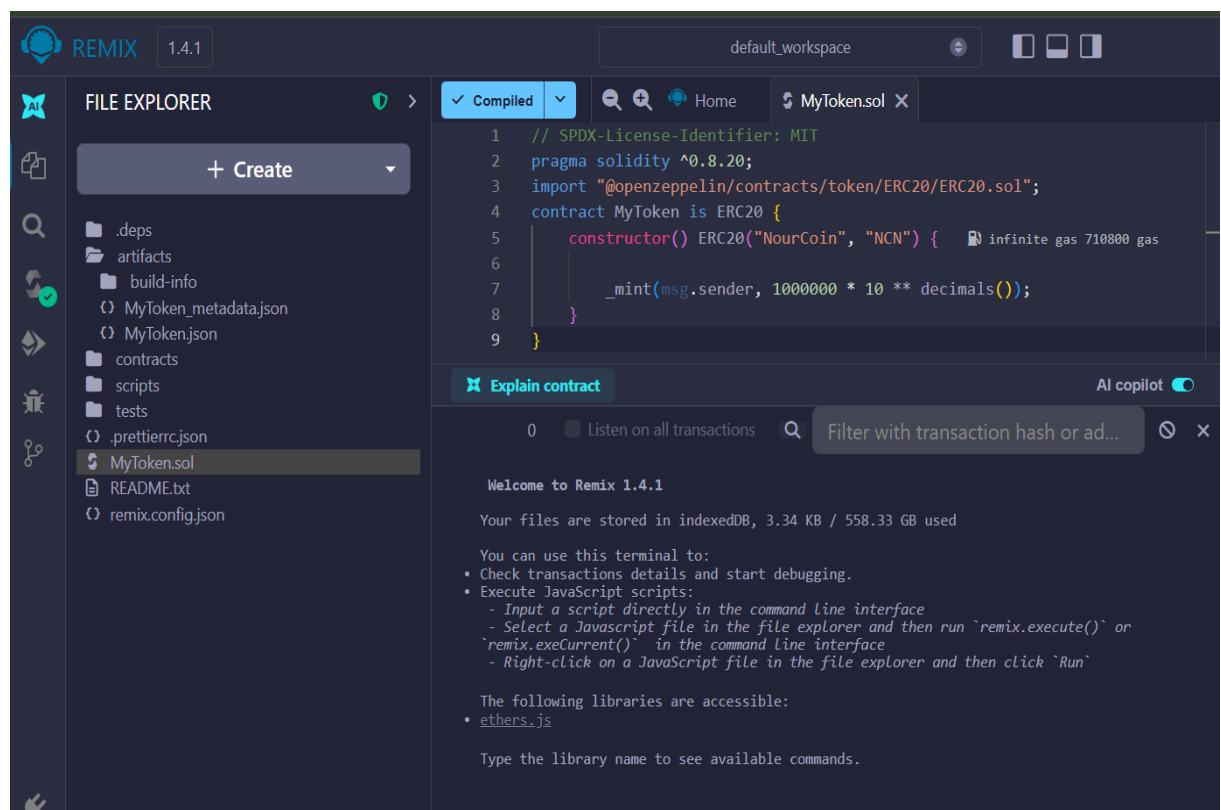 REMIX 1.4.1
default_workspace
AI
FILE EXPLORER
+ Create
.deps
artifacts
build-info
MyToken_metadata.json
MyToken.json
contracts
scripts
tests
.prettierrc.json
MyToken.sol
README.txt
remix.config.json
Compiled
Home
MyToken.sol
1 // SPDX-License-Identifier: MIT
2 pragma solidity ^0.8.20;
3 import "@openzeppelin/contracts/token/ERC20/ERC20.sol";
4 contract MyToken is ERC20 {
5 constructor() ERC20("NourCoin", "NCN") { infinite gas 710800 gas
6
7 _mint(msg.sender, 1000000 * 10 ** decimals());
8 }
9 }
Explain contract
AI copilot
0 Listen on all transactions
Filter with transaction hash or ad...
Welcome to Remix 1.4.1
Your files are stored in indexedDB, 3.34 KB / 558.33 GB used
You can use this terminal to:
• Check transactions details and start debugging.
• Execute JavaScript scripts:
- Input a script directly in the command line interface
- Select a Javascript file in the file explorer and then run `remix.execute()` or
`remix.exeCurrent()` in the command line interface
- Right-click on a JavaScript file in the file explorer and then click `Run`
The following libraries are accessible:
• ethers.js
Type the library name to see available commands.